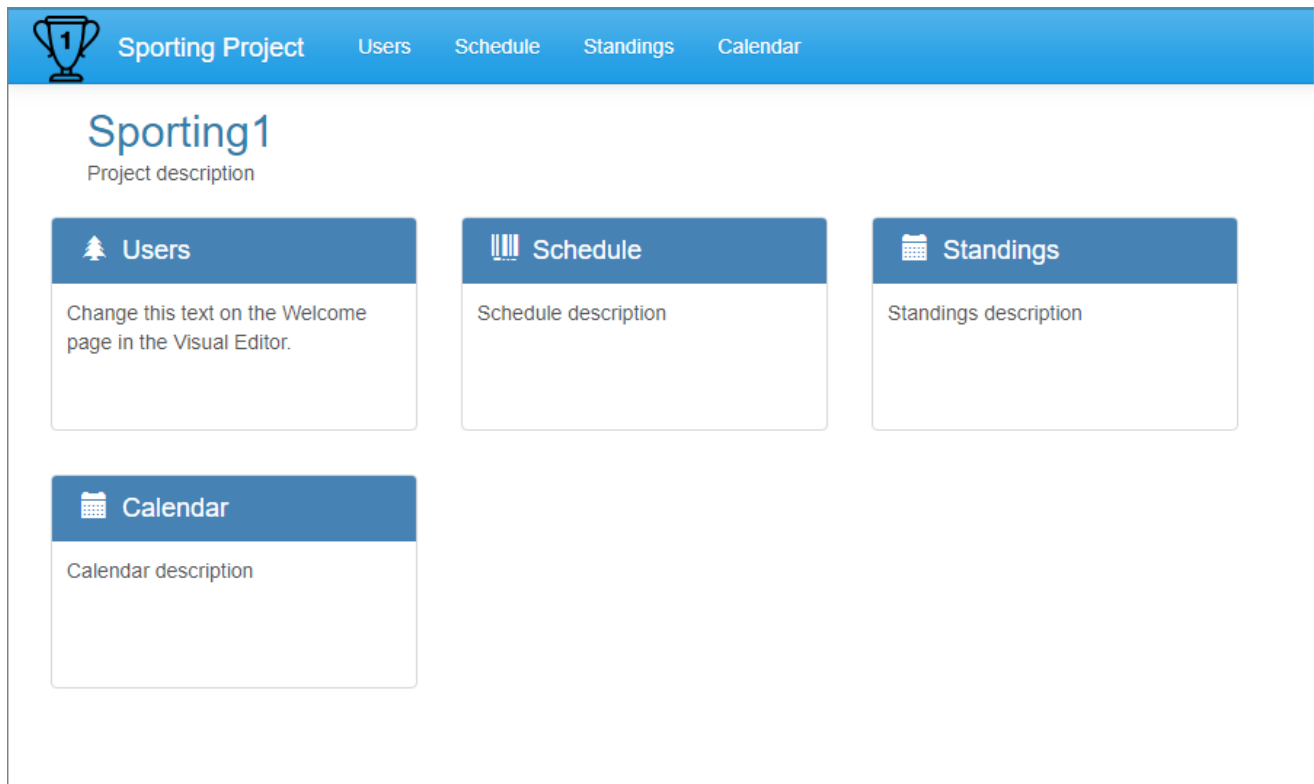 1
Sporting Project Users Schedule Standings Calendar
Sporting1
Project description
Users
Change this text on the Welcome
page in the Visual Editor.
Schedule
Schedule description
Standings
Standings description
Calendar
Calendar description